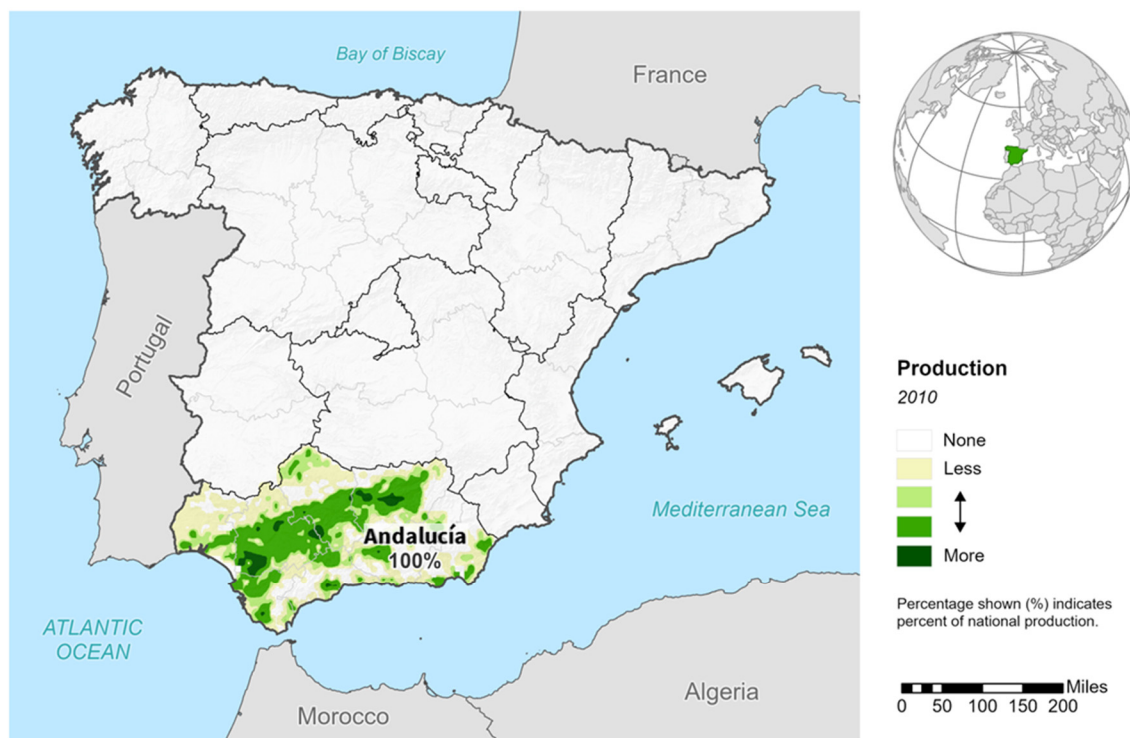 Bay of Biscay
France
Portugal
Andalucía
100%
Mediterranean Sea
ATLANTIC
OCEAN
Morocco
Algeria
Production
2010
None
Less
More
Percentage shown (%) indicates
percent of national production.
Miles
0 50 100 150 200